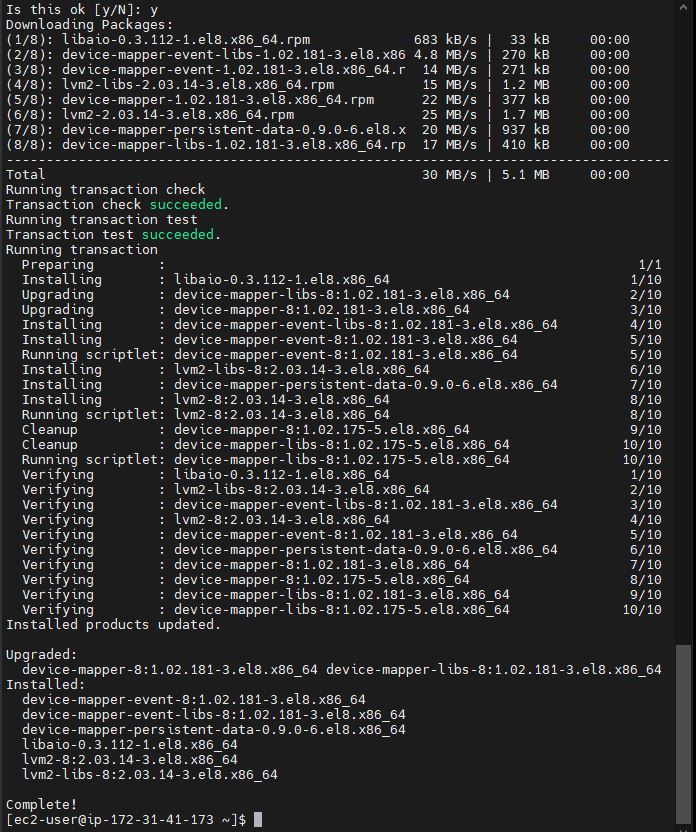 Is this ok [y/N]: y
Downloading Packages:
(1/8): libaio-0.3.112-1.el8.x86_64.rpm             683 kB/s |  33 kB     00:00
(2/8): device-mapper-event-libs-1.02.181-3.el8.x86 4.8 MB/s | 270 kB     00:00
(3/8): device-mapper-event-1.02.181-3.el8.x86_64.r  14 MB/s | 271 kB     00:00
(4/8): lvm2-libs-2.03.14-3.el8.x86_64.rpm           15 MB/s | 1.2 MB     00:00
(5/8): device-mapper-1.02.181-3.el8.x86_64.rpm      22 MB/s | 377 kB     00:00
(6/8): lvm2-2.03.14-3.el8.x86_64.rpm                25 MB/s | 1.7 MB     00:00
(7/8): device-mapper-persistent-data-0.9.0-6.el8.x  20 MB/s | 937 kB     00:00
(8/8): device-mapper-libs-1.02.181-3.el8.x86_64.rp  17 MB/s | 410 kB     00:00
--------------------------------------------------------------------------------
Total                                               30 MB/s | 5.1 MB     00:00
Running transaction check
Transaction check succeeded.
Running transaction test
Transaction test succeeded.
Running transaction
  Preparing        :                                                           1/1
  Installing       : libaio-0.3.112-1.el8.x86_64                              1/10
  Upgrading        : device-mapper-libs-8:1.02.181-3.el8.x86_64               2/10
  Upgrading        : device-mapper-8:1.02.181-3.el8.x86_64                    3/10
  Installing       : device-mapper-event-libs-8:1.02.181-3.el8.x86_64         4/10
  Installing       : device-mapper-event-8:1.02.181-3.el8.x86_64              5/10
  Running scriptlet: device-mapper-event-8:1.02.181-3.el8.x86_64              5/10
  Installing       : lvm2-libs-8:2.03.14-3.el8.x86_64                         6/10
  Installing       : device-mapper-persistent-data-0.9.0-6.el8.x86_64         7/10
  Installing       : lvm2-8:2.03.14-3.el8.x86_64                              8/10
  Running scriptlet: lvm2-8:2.03.14-3.el8.x86_64                              8/10
  Cleanup          : device-mapper-8:1.02.175-5.el8.x86_64                    9/10
  Cleanup          : device-mapper-libs-8:1.02.175-5.el8.x86_64              10/10
  Running scriptlet: device-mapper-libs-8:1.02.175-5.el8.x86_64              10/10
  Verifying        : libaio-0.3.112-1.el8.x86_64                              1/10
  Verifying        : lvm2-libs-8:2.03.14-3.el8.x86_64                         2/10
  Verifying        : device-mapper-event-libs-8:1.02.181-3.el8.x86_64         3/10
  Verifying        : lvm2-8:2.03.14-3.el8.x86_64                              4/10
  Verifying        : device-mapper-event-8:1.02.181-3.el8.x86_64              5/10
  Verifying        : device-mapper-persistent-data-0.9.0-6.el8.x86_64         6/10
  Verifying        : device-mapper-8:1.02.181-3.el8.x86_64                    7/10
  Verifying        : device-mapper-8:1.02.175-5.el8.x86_64                    8/10
  Verifying        : device-mapper-libs-8:1.02.181-3.el8.x86_64               9/10
  Verifying        : device-mapper-libs-8:1.02.175-5.el8.x86_64              10/10
Installed products updated.

Upgraded:
  device-mapper-8:1.02.181-3.el8.x86_64 device-mapper-libs-8:1.02.181-3.el8.x86_64
Installed:
  device-mapper-event-8:1.02.181-3.el8.x86_64
  device-mapper-event-libs-8:1.02.181-3.el8.x86_64
  device-mapper-persistent-data-0.9.0-6.el8.x86_64
  libaio-0.3.112-1.el8.x86_64
  lvm2-8:2.03.14-3.el8.x86_64
  lvm2-libs-8:2.03.14-3.el8.x86_64

Complete!
[ec2-user@ip-172-31-41-173 ~]$